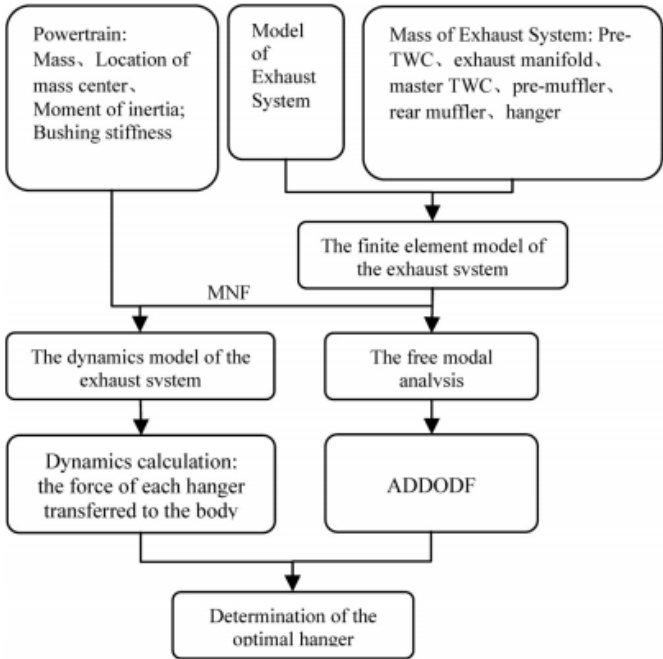 Powertrain:
Mass、Location of
mass center、
Moment of inertia;
Bushing stiffness
Model
of
Exhaust
System
Mass of Exhaust System: Pre-
TWC、exhaust manifold、
master TWC、pre-muffler、
rear muffler、hanger
The finite element model of
the exhaust system
MNF
The dynamics model of the
exhaust system
The free modal
analysis
Dynamics calculation:
the force of each hanger
transferred to the body
ADDODF
Determination of the
optimal hanger